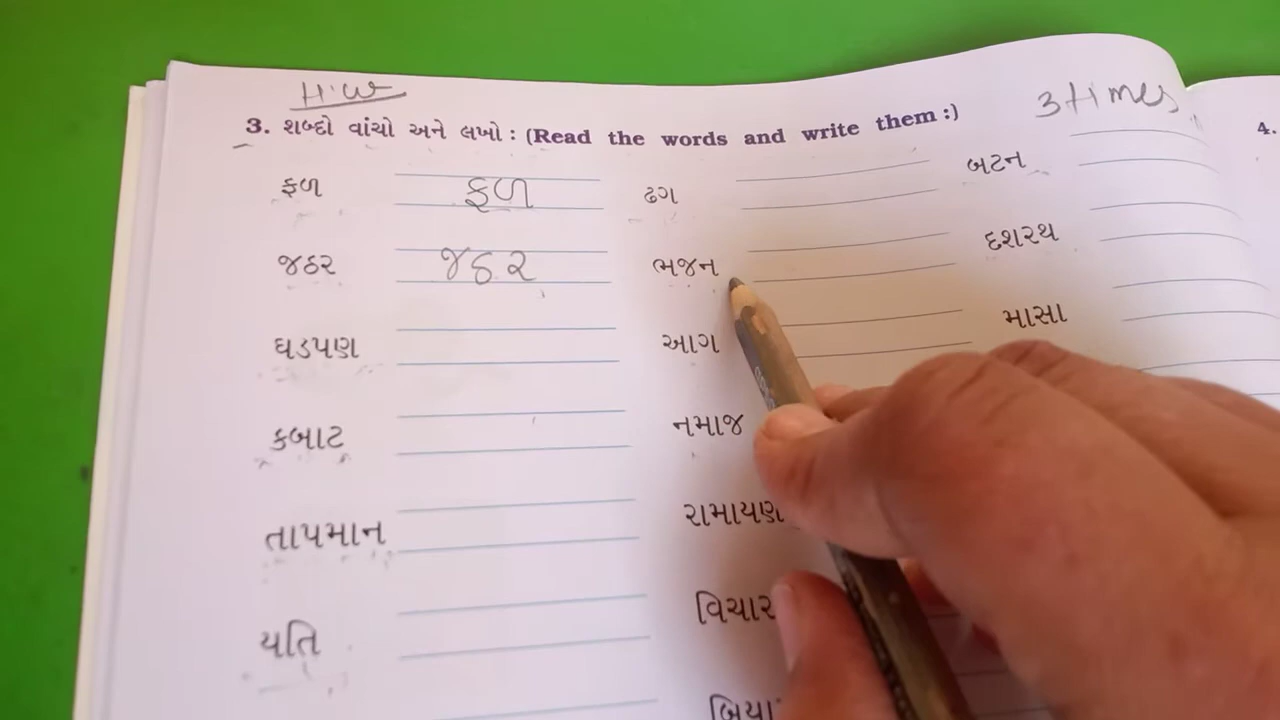 H.W
3 times
3. શબ્દો વાંચો અને લખો : (Read the words and write them :)
4.
ફળ ફળ ઢગ બટન
જઠર જઠર ભજન દશરથ
ઘડપણ આગ માસા
કબાટ નમાજ
તાપમાન રામાયણ
યતિ વિચાર